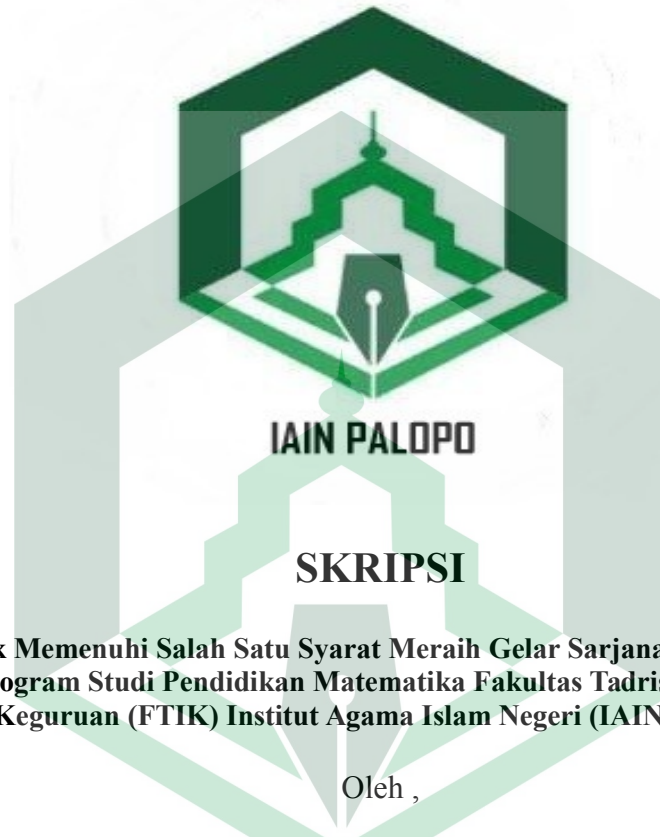 IAIN PALOPO
SKRIPSI
Memenuhi Salah Satu Syarat Meraih Gelar Sarjana
Program Studi Pendidikan Matematika Fakultas Tadris
Keguruan (FTIK) Institut Agama Islam Negeri (IAIN
Oleh ,